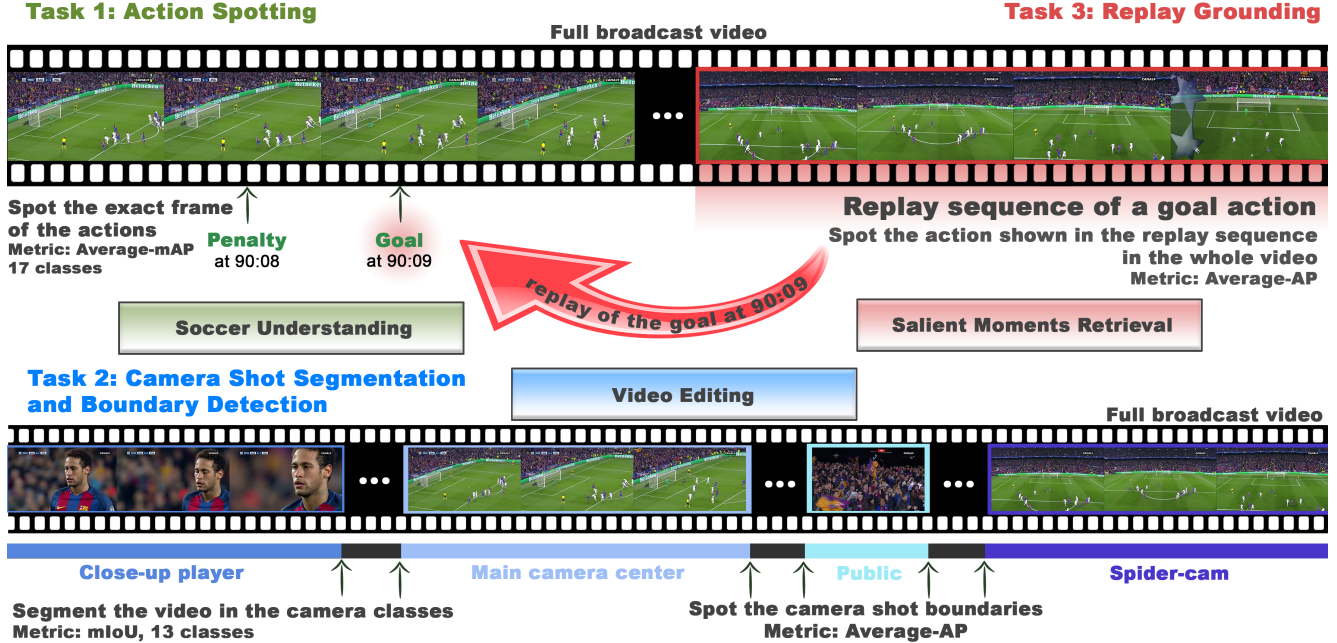 Task 1: Action Spotting
Task 3: Replay Grounding
Full broadcast video
Heineken
CANAL+
...
Spot the exact frame
of the actions
Metric: Average-mAP
17 classes
Penalty
at 90:08
Goal
at 90:09
Replay sequence of a goal action
Spot the action shown in the replay sequence
in the whole video
Metric: Average-AP
replay of the goal at 90:09
Soccer Understanding
Salient Moments Retrieval
Video Editing
Task 2: Camera Shot Segmentation
and Boundary Detection
Full broadcast video
...
...
...
Close-up player
Main camera center
Public
Spider-cam
Segment the video in the camera classes
Metric: mIoU, 13 classes
Spot the camera shot boundaries
Metric: Average-AP